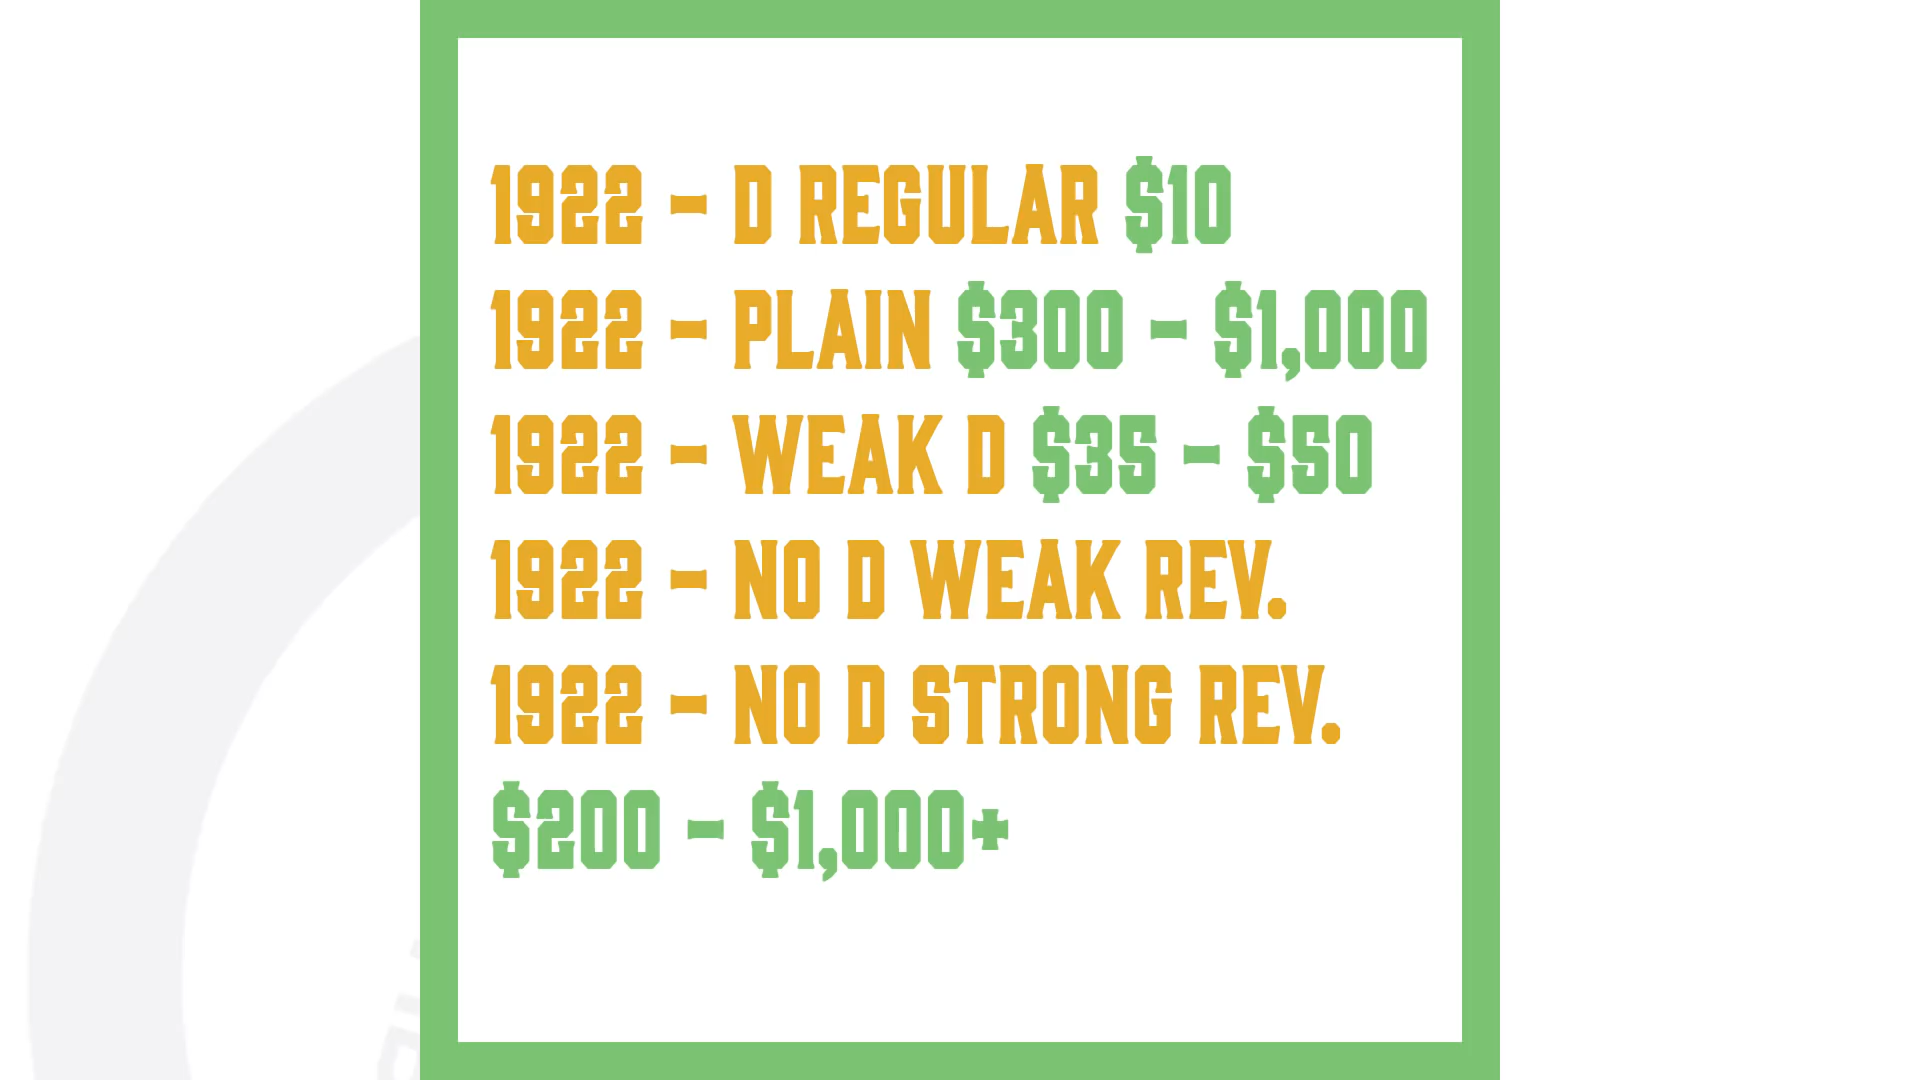 1922 - D REGULAR $10
1922 - PLAIN $300 - $1,000
1922 - WEAK D $35 - $50
1922 - NO D WEAK REV.
1922 - NO D STRONG REV.
$200 - $1,000+